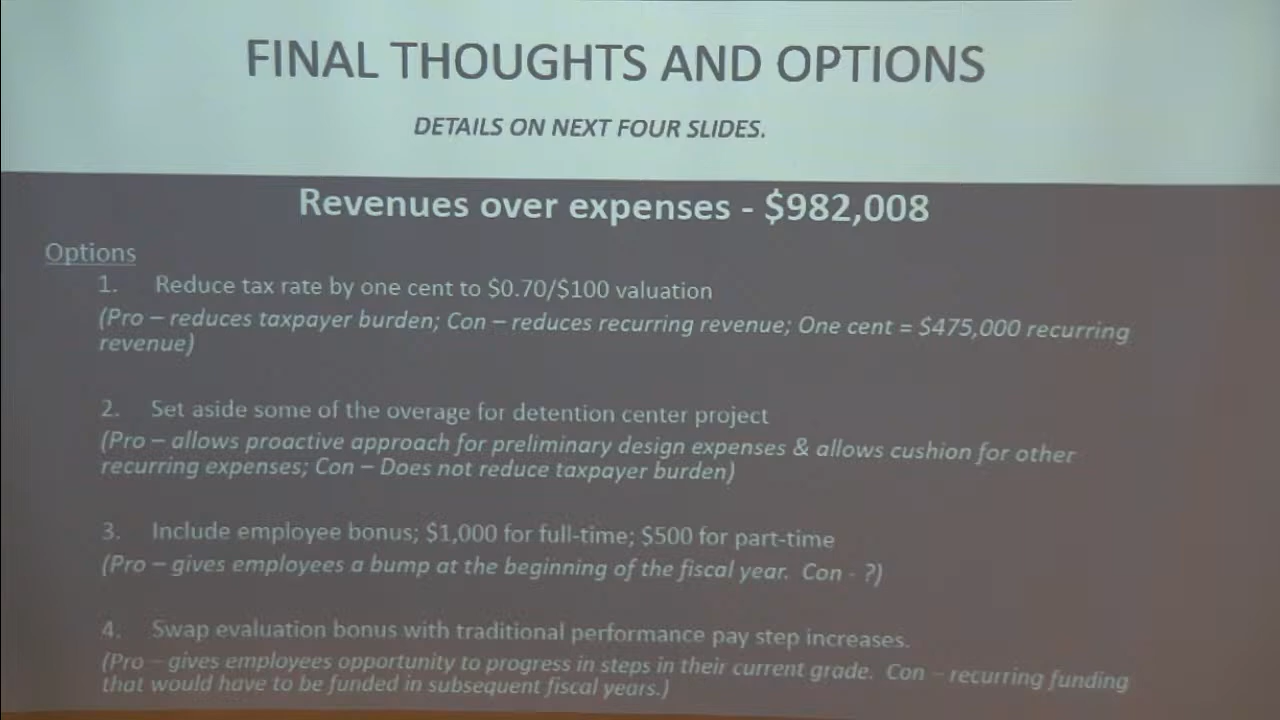 FINAL THOUGHTS AND OPTIONS
DETAILS ON NEXT FOUR SLIDES.
Revenues over expenses - $982,008
Options
1. Reduce tax rate by one cent to $0.70/$100 valuation
(Pro – reduces taxpayer burden; Con – reduces recurring revenue; One cent = $475,000 recurring
revenue)
2. Set aside some of the overage for detention center project
(Pro – allows proactive approach for preliminary design expenses & allows cushion for other
recurring expenses; Con – Does not reduce taxpayer burden)
3. Include employee bonus; $1,000 for full-time; $500 for part-time
(Pro – gives employees a bump at the beginning of the fiscal year. Con - ?)
4. Swap evaluation bonus with traditional performance pay step increases.
(Pro – gives employees opportunity to progress in steps in their current grade. Con – recurring funding
that would have to be funded in subsequent fiscal years.)